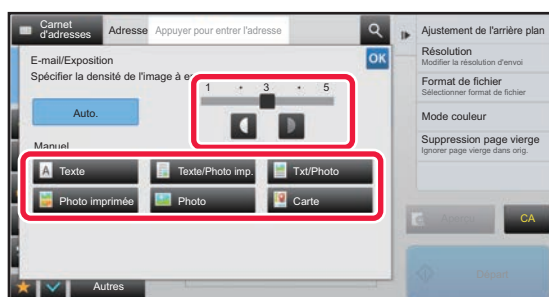 Carnet
d'adresses
Adresse
Appuyer pour entrer l'adresse
E-mail/Exposition
OK
Spécifier la densité de l'image à e
1 • 3 • 5
Auto.
Manuel
A Texte
Texte/Photo imp.
Txt/Photo
Photo imprimée
Photo
Carte
Autres
Ajustement de l'arrière plan
Résolution
Modifier la résolution d'envoi
Format de fichier
Sélectionner format de fichier
Mode couleur
Suppression page vierge
Ignorer page vierge dans orig.
Aperçu
CA
Départ